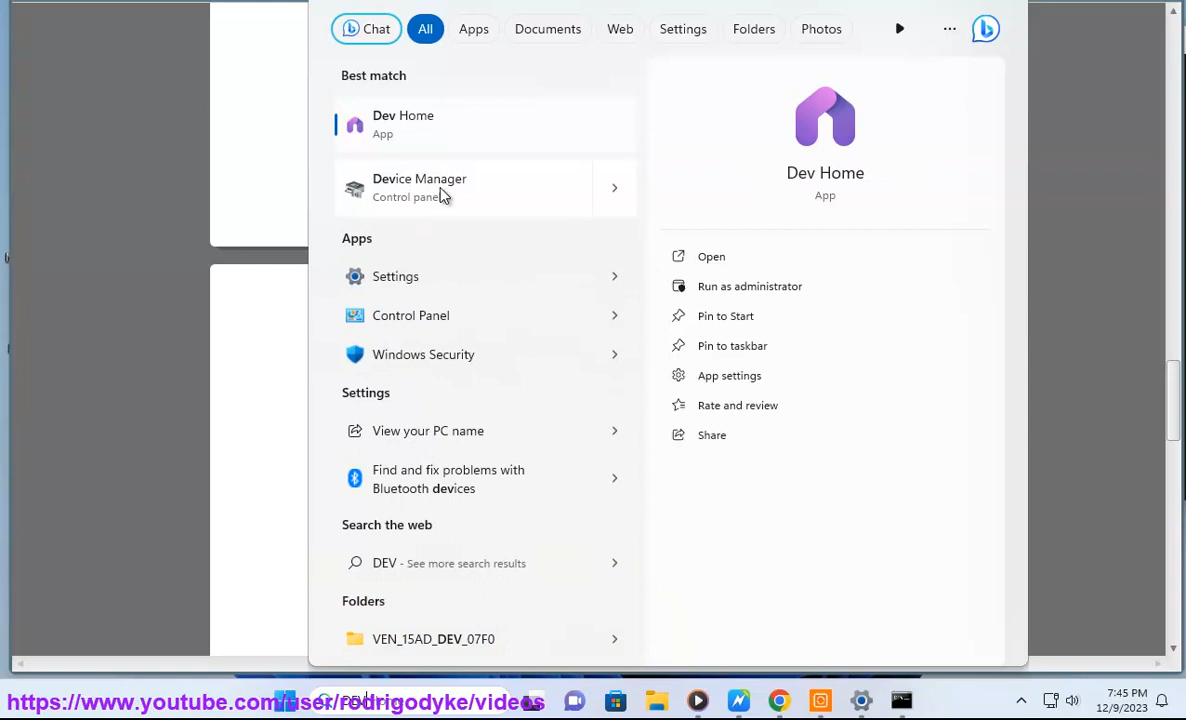 Chat
All
Apps
Documents
Web
Settings
Folders
Photos
Best match
Dev Home
App
Device Manager
Control panel
Apps
Settings
Control Panel
Windows Security
Settings
View your PC name
Find and fix problems with
Bluetooth devices
Search the web
DEV - See more search results
Folders
VEN_15AD_DEV_07F0
Dev Home
App
Open
Run as administrator
Pin to Start
Pin to taskbar
App settings
Rate and review
Share
DEV
https://www.youtube.com/user/rodrigodyke/videos
7:45 PM
12/9/2023